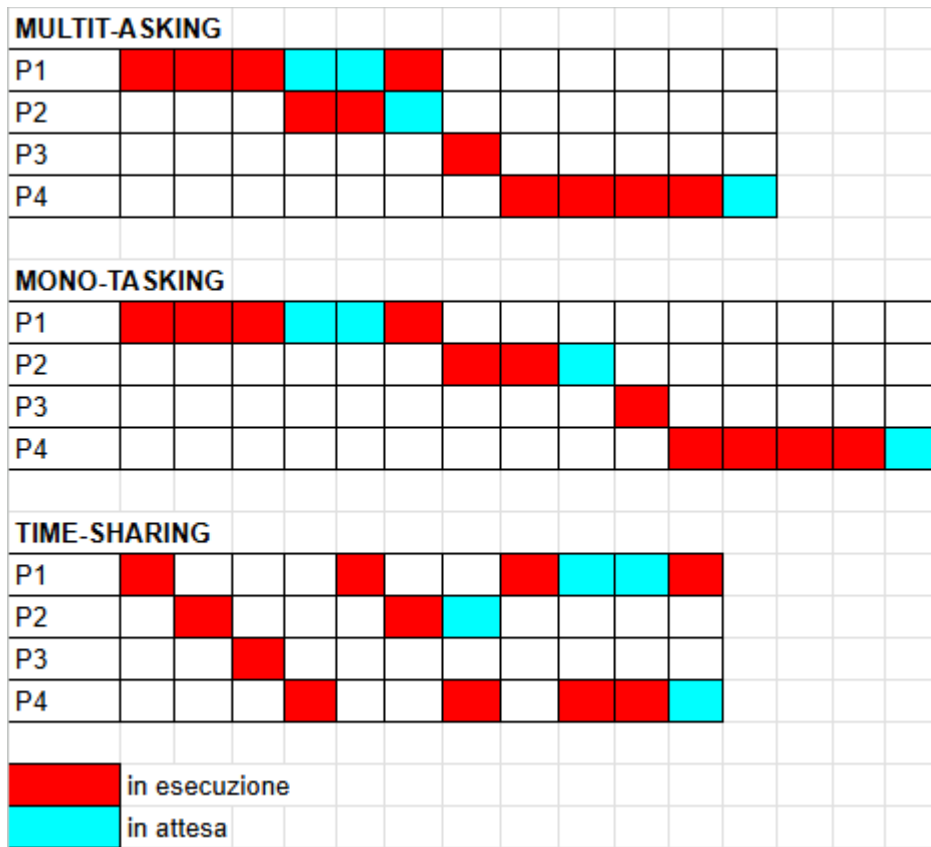 MULTIT-ASKING
P1
P2
P3
P4
MONO-TASKING
P1
P2
P3
P4
TIME-SHARING
P1
P2
P3
P4
in esecuzione
in attesa